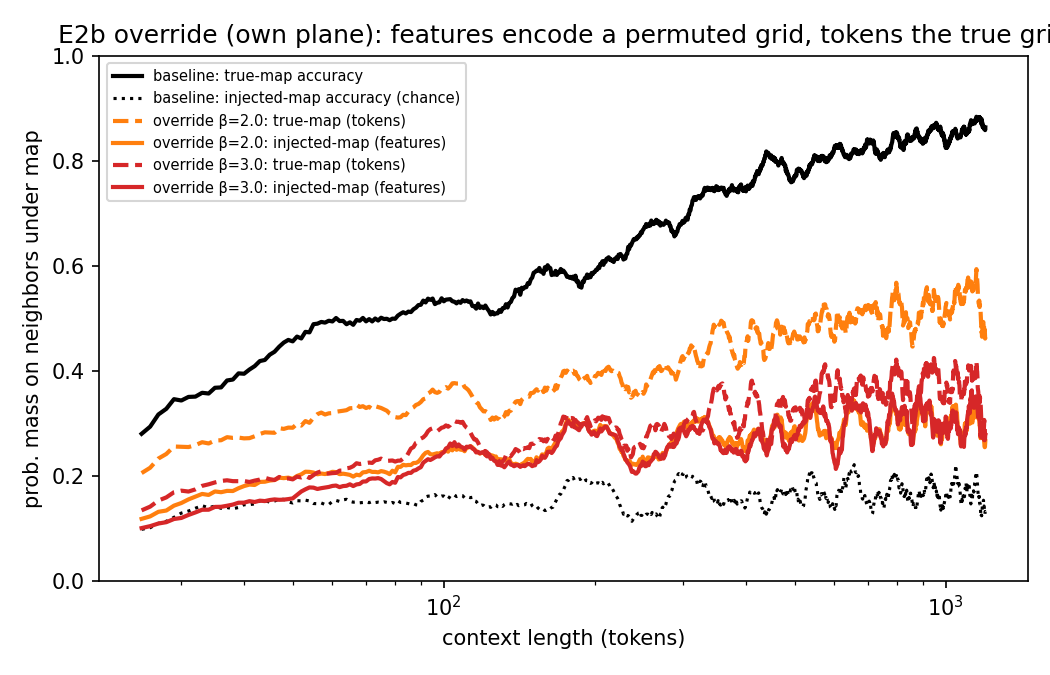 E2b override (own plane): features encode a permuted grid, tokens the true gri
1.0
0.8
0.6
0.4
0.2
0.0
prob. mass on neighbors under map
baseline: true-map accuracy
baseline: injected-map accuracy (chance)
override β=2.0: true-map (tokens)
override β=2.0: injected-map (features)
override β=3.0: true-map (tokens)
override β=3.0: injected-map (features)
10² 10³
context length (tokens)